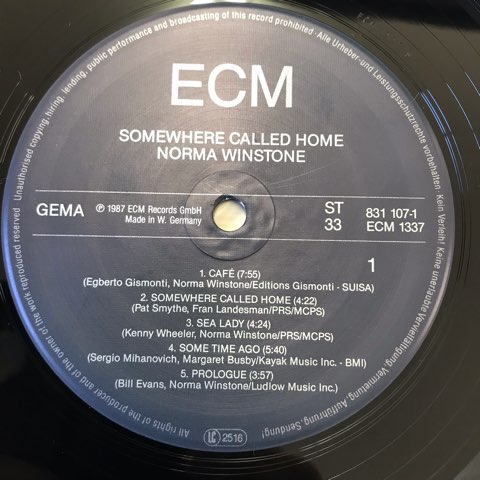 Unauthorised copying, hiring, lending, public performance and broadcasting of this record prohibited · Alle Urheber- und Leistungsschutzrechte vorbehalten · Kein Verleih! Keine unerlaubte Vervielfältigung, Vermietung, Aufführung, Sendung!
ECM
SOMEWHERE CALLED HOME
NORMA WINSTONE
GEMA
℗ 1987 ECM Records GmbH
Made in W. Germany
ST
33
831 107-1
ECM 1337
1
1. CAFÉ (7:55)
(Egberto Gismonti, Norma Winstone/Editions Gismonti - SUISA)
2. SOMEWHERE CALLED HOME (4:22)
(Pat Smythe, Fran Landesman/PRS/MCPS)
3. SEA LADY (4:24)
(Kenny Wheeler, Norma Winstone/PRS/MCPS)
4. SOME TIME AGO (5:40)
(Sergio Mihanovich, Margaret Busby/Kayak Music Inc. - BMI)
5. PROLOGUE (3:57)
(Bill Evans, Norma Winstone/Ludlow Music Inc.)
All rights of the producer and of the owner of the work reproduced reserved
LC 2516